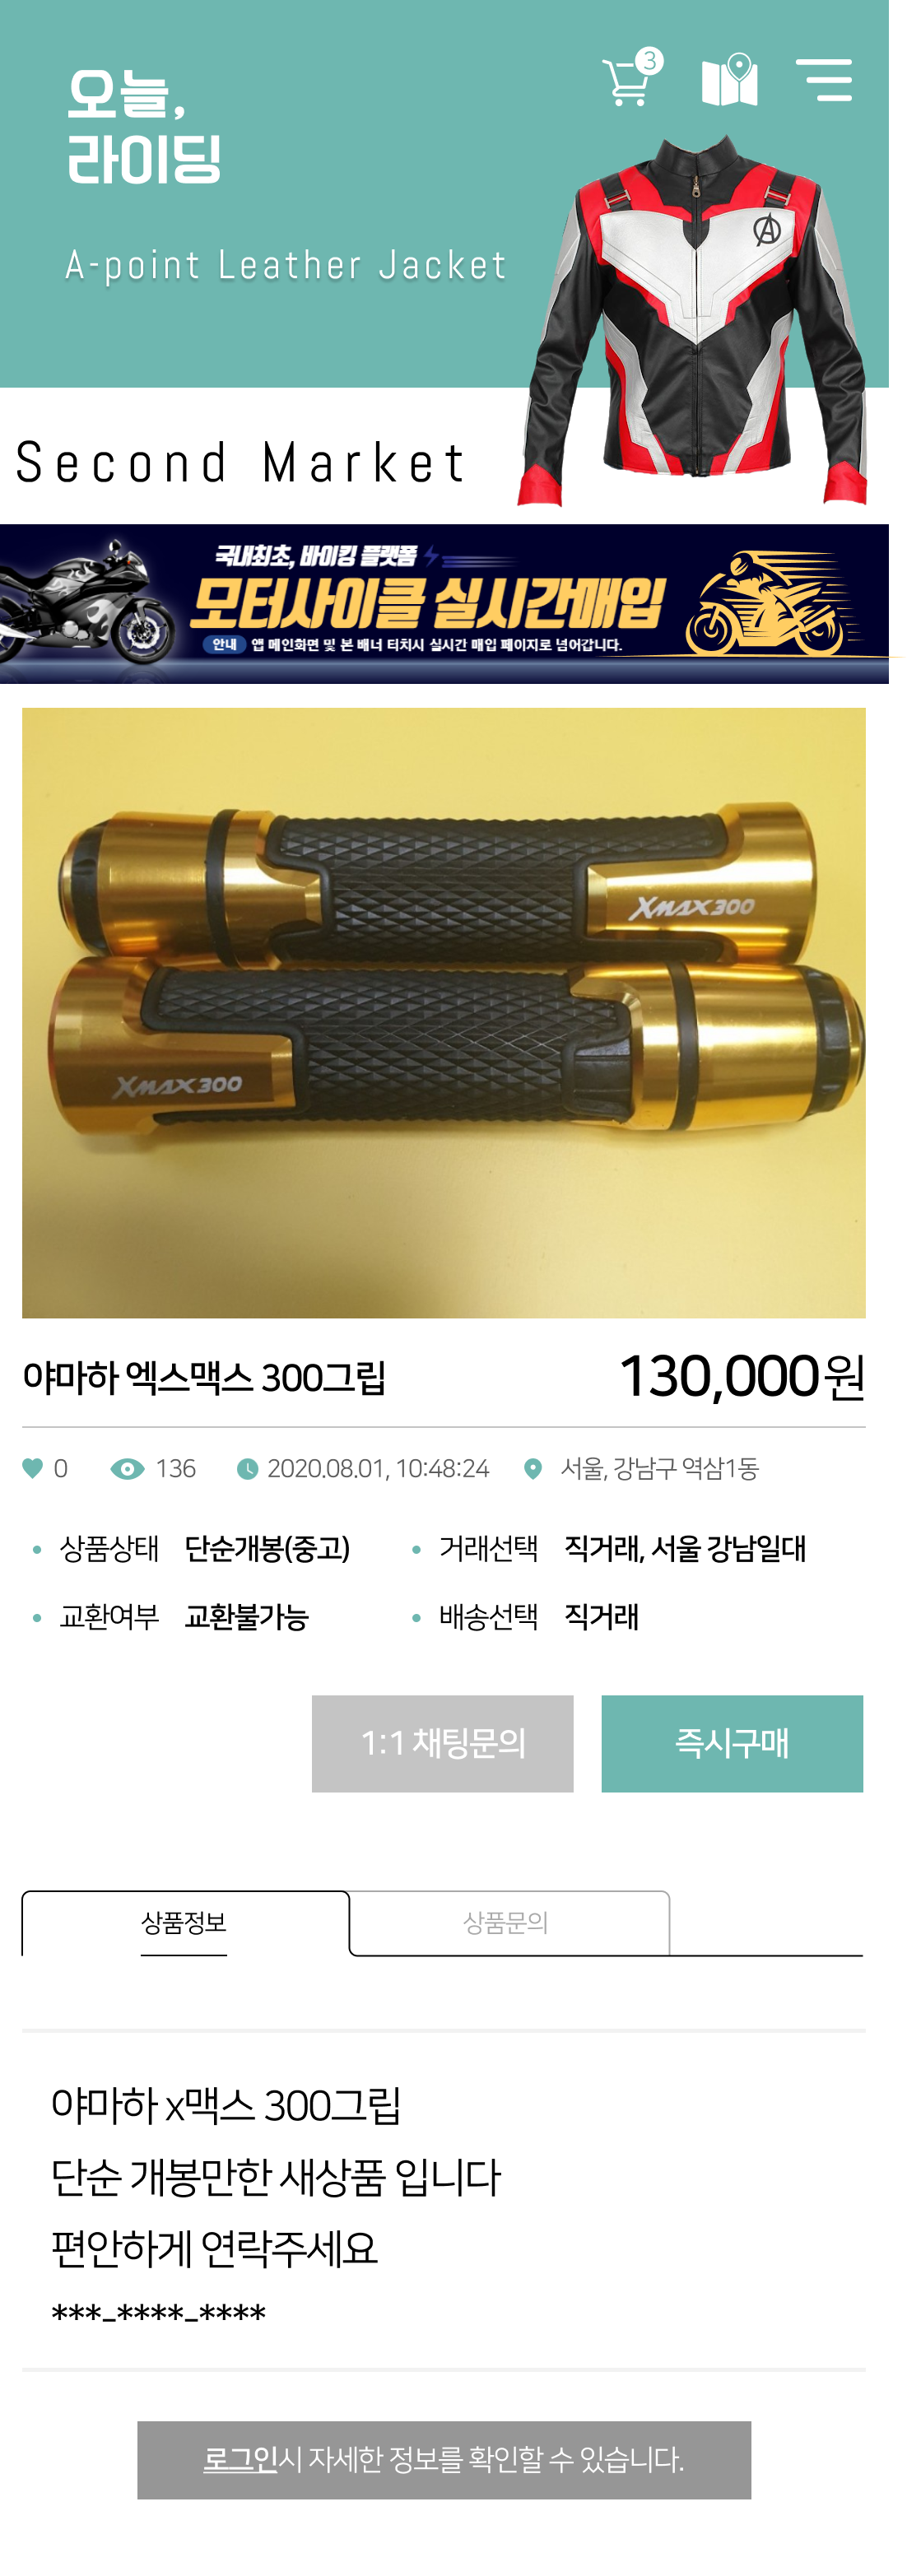 오늘,
라이딩
3
A-point Leather Jacket
Second Market
국내최초, 바이킹 플랫폼
모터사이클 실시간매입
안내 앱 메인화면 및 본 배너 터치시 실시간 매입 페이지로 넘어갑니다.
XMAX300
XMAX300
야마하 엑스맥스 300그립 130,000원
0 136 2020.08.01, 10:48:24 서울, 강남구 역삼1동
• 상품상태 단순개봉(중고) • 거래선택 직거래, 서울 강남일대
• 교환여부 교환불가능 • 배송선택 직거래
1:1 채팅문의 즉시구매
상품정보 상품문의
야마하 x맥스 300그립
단순 개봉만한 새상품 입니다
편안하게 연락주세요
***-****-****
로그인시 자세한 정보를 확인할 수 있습니다.